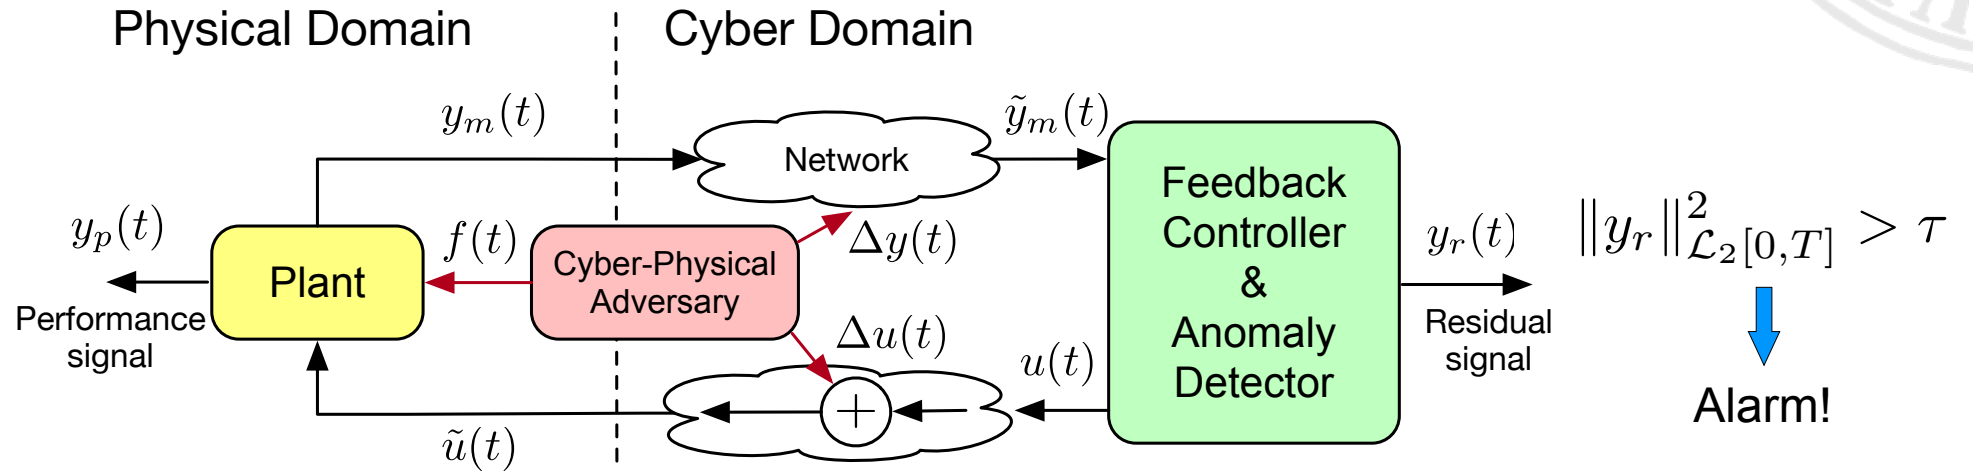 Physical Domain
Cyber Domain
y_m(t)
ỹ_m(t)
Network
Feedback
Controller
&
Anomaly
Detector
y_p(t)
f(t)
Δy(t)
y_r(t)
‖y_r‖²_{ℒ₂[0,T]} > τ
Plant
Cyber-Physical
Adversary
Performance
signal
Residual
signal
Δu(t)
u(t)
+
ũ(t)
Alarm!